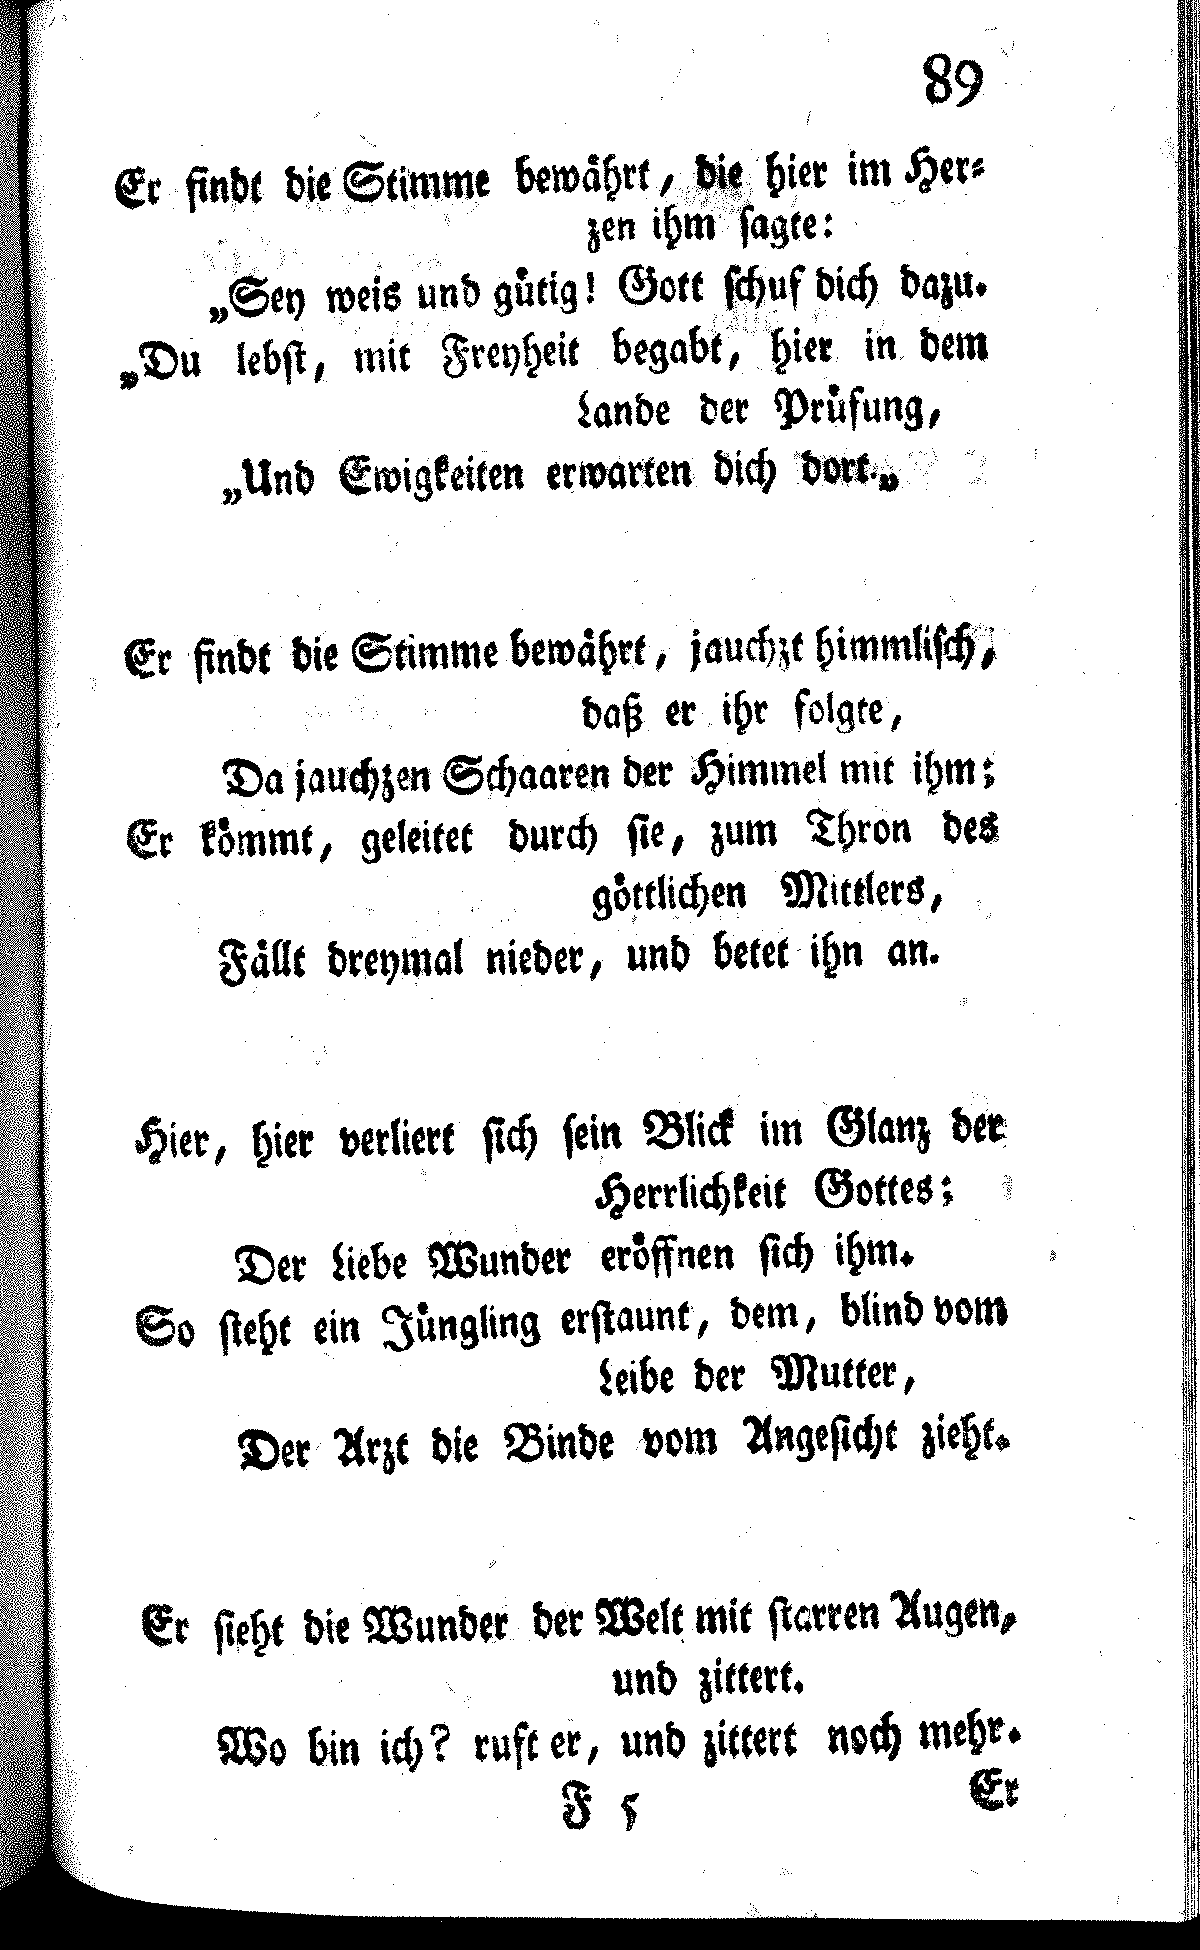 89
Er findt die Stimme bewährt, die hier im Her-
zen ihm sagte:
„Sey weis und gütig! Gott schuf dich dazu.
„Du lebst, mit Freyheit begabt, hier in dem
Lande der Prüfung,
„Und Ewigkeiten erwarten dich dort.„
Er findt die Stimme bewährt, jauchzt himmlisch,
daß er ihr folgte,
Da jauchzen Schaaren der Himmel mit ihm;
Er kömmt, geleitet durch sie, zum Thron des
göttlichen Mittlers,
Fällt dreymal nieder, und betet ihn an.
Hier, hier verliert sich sein Blick im Glanz der
Herrlichkeit Gottes;
Der Liebe Wunder eröffnen sich ihm.
So steht ein Jüngling erstaunt, dem, blind vom
Leibe der Mutter,
Der Arzt die Binde vom Angesicht zieht.
Er sieht die Wunder der Welt mit starren Augen,
und zittert.
Wo bin ich? ruft er, und zittert noch mehr.
F 5
Er